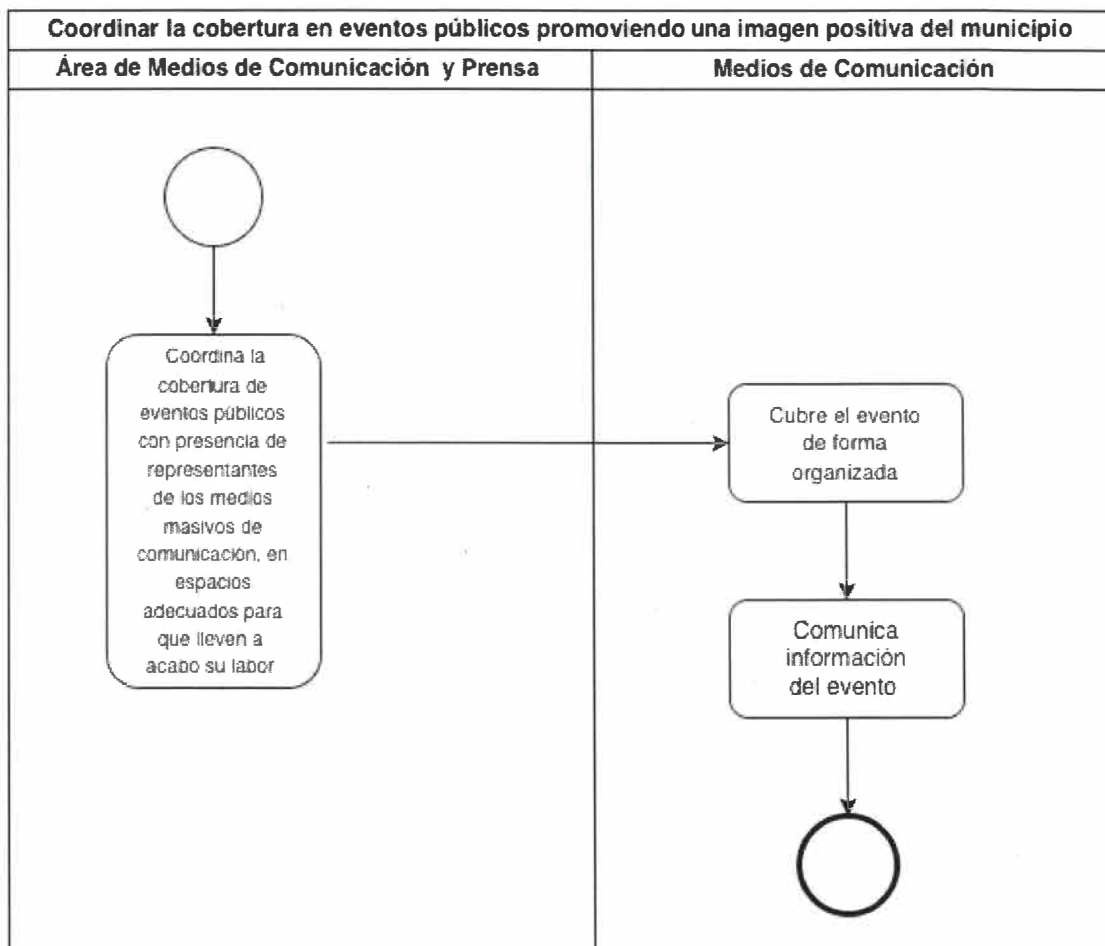 Coordinar la cobertura en eventos públicos promoviendo una imagen positiva del municipio
Área de Medios de Comunicación y Prensa
Medios de Comunicación
Coordina la
cobertura de
eventos públicos
con presencia de
representantes
de los medios
masivos de
comunicación, en
espacios
adecuados para
que lleven a
acabo su labor
Cubre el evento
de forma
organizada
Comunica
información
del evento